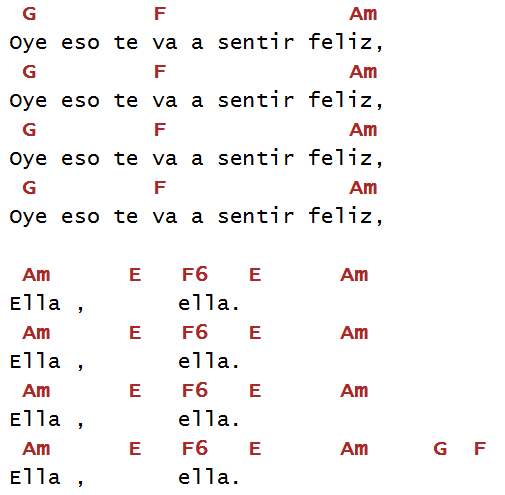 G F Am
Oye eso te va a sentir feliz,
G F Am
Oye eso te va a sentir feliz,
G F Am
Oye eso te va a sentir feliz,
G F Am
Oye eso te va a sentir feliz,
Am E F6 E Am
Ella , ella.
Am E F6 E Am
Ella , ella.
Am E F6 E Am
Ella , ella.
Am E F6 E Am G F
Ella , ella.